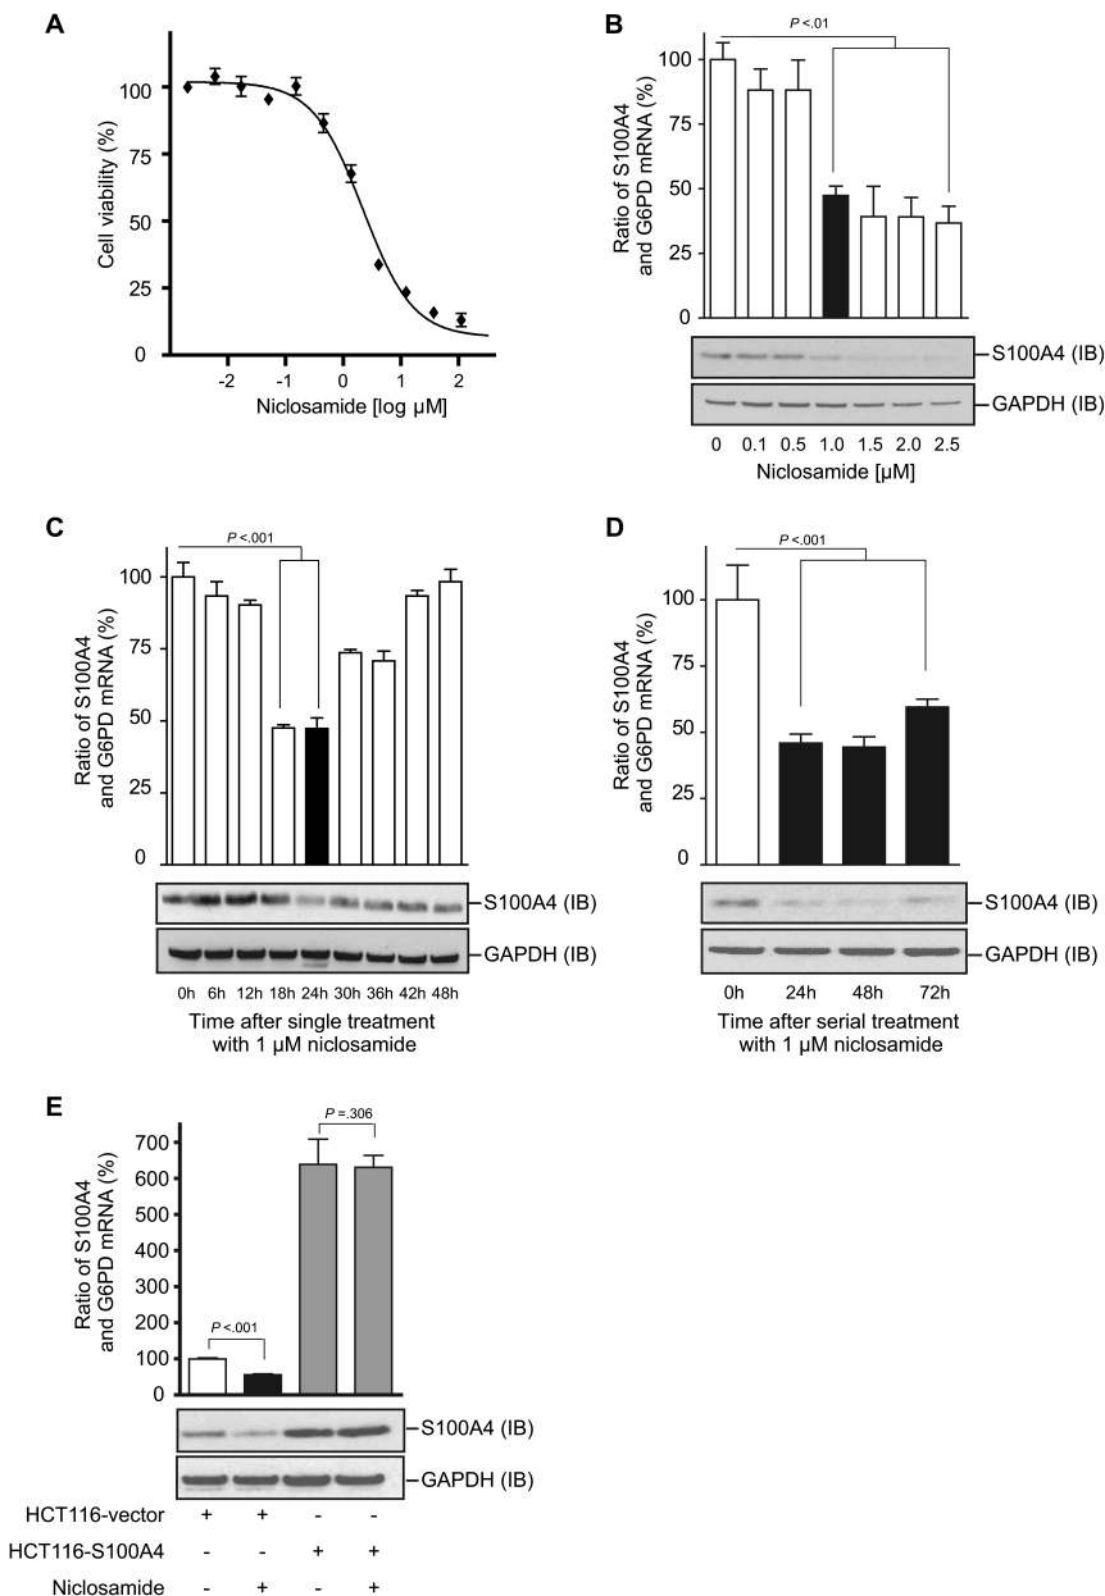 A
Cell viability (%)
100
75
50
25
0
-2 -1 0 1 2
Niclosamide [log µM]
B
P <.01
Ratio of S100A4
and G6PD mRNA (%)
100
75
50
25
0
S100A4 (IB)
GAPDH (IB)
0 0.1 0.5 1.0 1.5 2.0 2.5
Niclosamide [µM]
C
P <.001
Ratio of S100A4
and G6PD mRNA (%)
100
75
50
25
0
S100A4 (IB)
GAPDH (IB)
0h 6h 12h 18h 24h 30h 36h 42h 48h
Time after single treatment
with 1 µM niclosamide
D
P <.001
Ratio of S100A4
and G6PD mRNA (%)
100
75
50
25
0
S100A4 (IB)
GAPDH (IB)
0h 24h 48h 72h
Time after serial treatment
with 1 µM niclosamide
E
P =.306
Ratio of S100A4
and G6PD mRNA (%)
700
600
500
400
300
200
100
0
P <.001
S100A4 (IB)
GAPDH (IB)
HCT116-vector + + - -
HCT116-S100A4 - - + +
Niclosamide - + - +